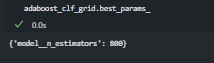 adaboost_clf_grid.best_params_
0.0s
{'model__n_estimators': 800}